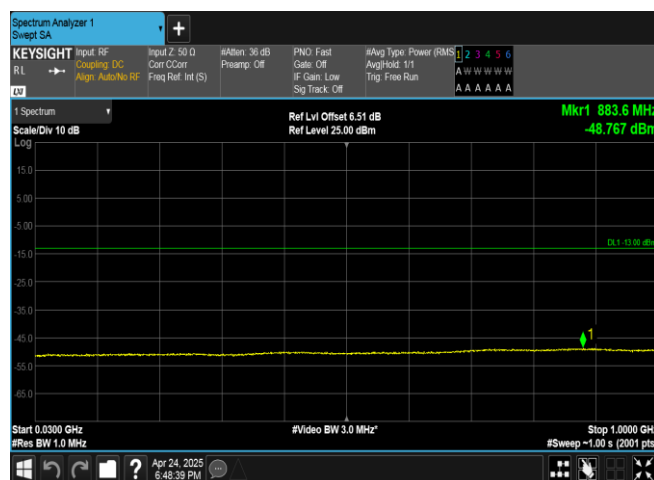 Spectrum Analyzer 1
Swept SA
+
KEYSIGHT
RL
LXI
Input: RF
Coupling: DC
Align: Auto/No RF
Input Z: 50 Ω
Corr CCorr
Freq Ref: Int (S)
#Atten: 36 dB
Preamp: Off
PNO: Fast
Gate: Off
IF Gain: Low
Sig Track: Off
#Avg Type: Power (RMS
Avg|Hold: 1/1
Trig: Free Run
1 2 3 4 5 6
A W W W W W
A A A A A A
1 Spectrum
Scale/Div 10 dB
Log
Ref Lvl Offset 6.51 dB
Ref Level 25.00 dBm
Mkr1 883.6 MHz
-48.767 dBm
15.0
5.00
-5.00
DL1 -13.00 dBm
-15.0
-25.0
-35.0
-45.0
1
-55.0
-65.0
Start 0.0300 GHz
#Res BW 1.0 MHz
#Video BW 3.0 MHz*
Stop 1.0000 GHz
#Sweep ~1.00 s (2001 pts
?
Apr 24, 2025
6:48:39 PM